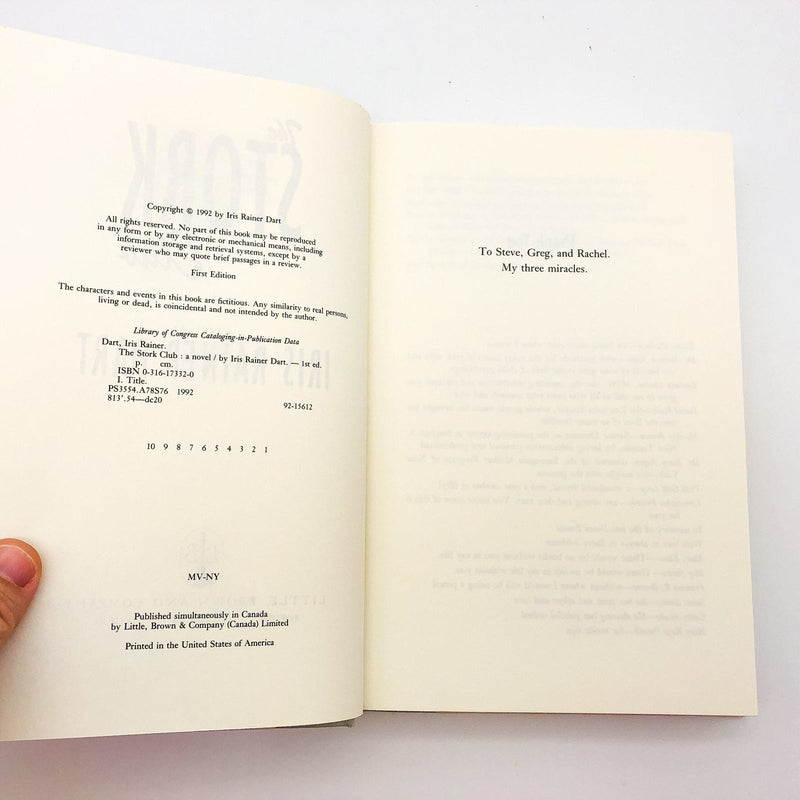 Copyright © 1992 by Iris Rainer Dart
All rights reserved. No part of this book may be reproduced
in any form or by any electronic or mechanical means, including
information storage and retrieval systems, except by a
reviewer who may quote brief passages in a review.
First Edition
The characters and events in this book are fictitious. Any similarity to real persons,
living or dead, is coincidental and not intended by the author.
Library of Congress Cataloging-in-Publication Data
Dart, Iris Rainer.
The Stork Club : a novel / by Iris Rainer Dart. — 1st ed.
p. cm.
ISBN 0-316-17332-0
I. Title.
PS3554.A78S76 1992
813'.54—dc20 92-15612
10 9 8 7 6 5 4 3 2 1
MV-NY
Published simultaneously in Canada
by Little, Brown & Company (Canada) Limited
Printed in the United States of America
To Steve, Greg, and Rachel.
My three miracles.